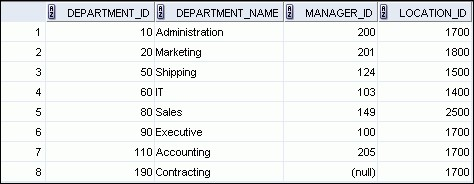 DEPARTMENT_ID DEPARTMENT_NAME MANAGER_ID LOCATION_ID
1 10 Administration 200 1700
2 20 Marketing 201 1800
3 50 Shipping 124 1500
4 60 IT 103 1400
5 80 Sales 149 2500
6 90 Executive 100 1700
7 110 Accounting 205 1700
8 190 Contracting (null) 1700